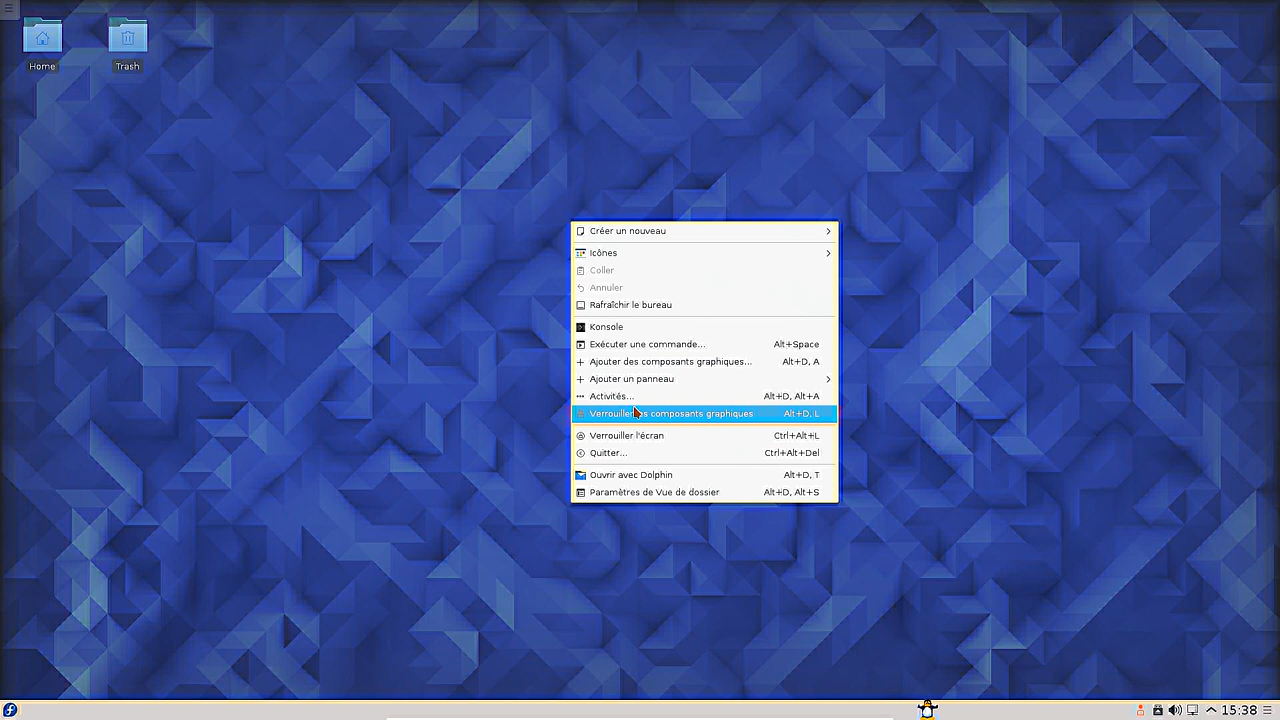 Home
Trash
Créer un nouveau
Icônes
Coller
Annuler
Rafraîchir le bureau
Konsole
Exécuter une commande... Alt+Space
Ajouter des composants graphiques... Alt+D, A
Ajouter un panneau
Activités... Alt+D, Alt+A
Verrouiller composants graphiques Alt+D, L
Verrouiller l'écran Ctrl+Alt+L
Quitter... Ctrl+Alt+Del
Ouvrir avec Dolphin Alt+D, T
Paramètres de Vue de dossier Alt+D, Alt+S
15:38